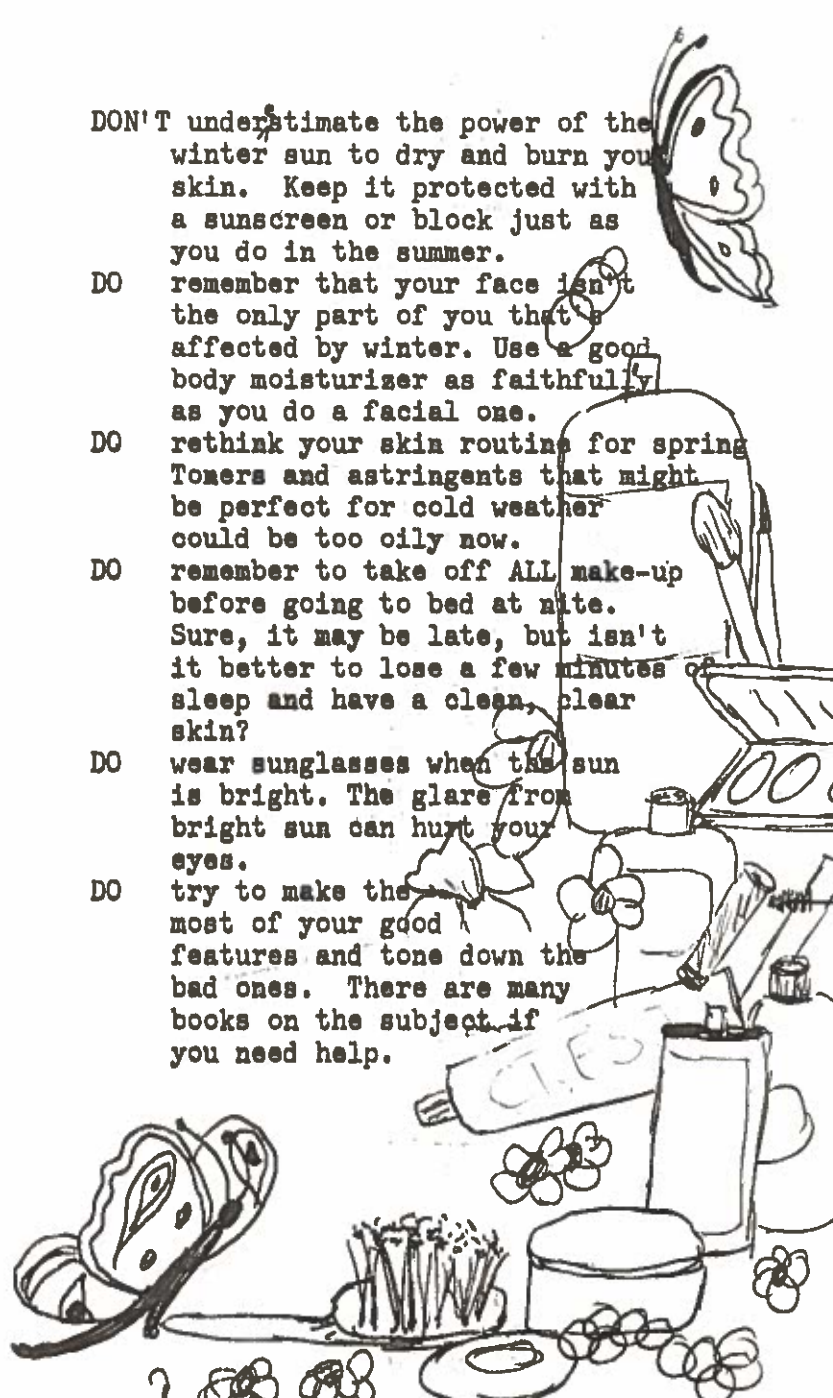 DON'T understimate the power of the
winter sun to dry and burn your
skin. Keep it protected with
a sunscreen or block just as
you do in the summer.
DO remember that your face isn't
the only part of you that's
affected by winter. Use a good
body moisturizer as faithfully
as you do a facial one.
DO rethink your skin routine for spring
Toners and astringents that might
be perfect for cold weather
could be too oily now.
DO remember to take off ALL make-up
before going to bed at nite.
Sure, it may be late, but isn't
it better to lose a few minutes of
sleep and have a clean, clear
skin?
DO wear sunglasses when the sun
is bright. The glare from
bright sun can hurt your
eyes.
DO try to make the
most of your good
features and tone down the
bad ones. There are many
books on the subject if
you need help.